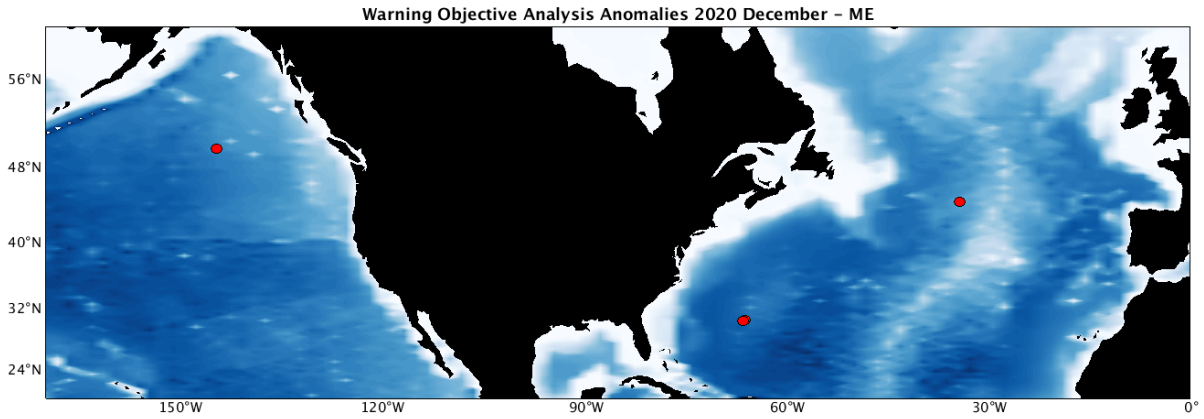 Warning Objective Analysis Anomalies 2020 December – ME
56°N
48°N
40°N
32°N
24°N
150°W
120°W
90°W
60°W
30°W
0°